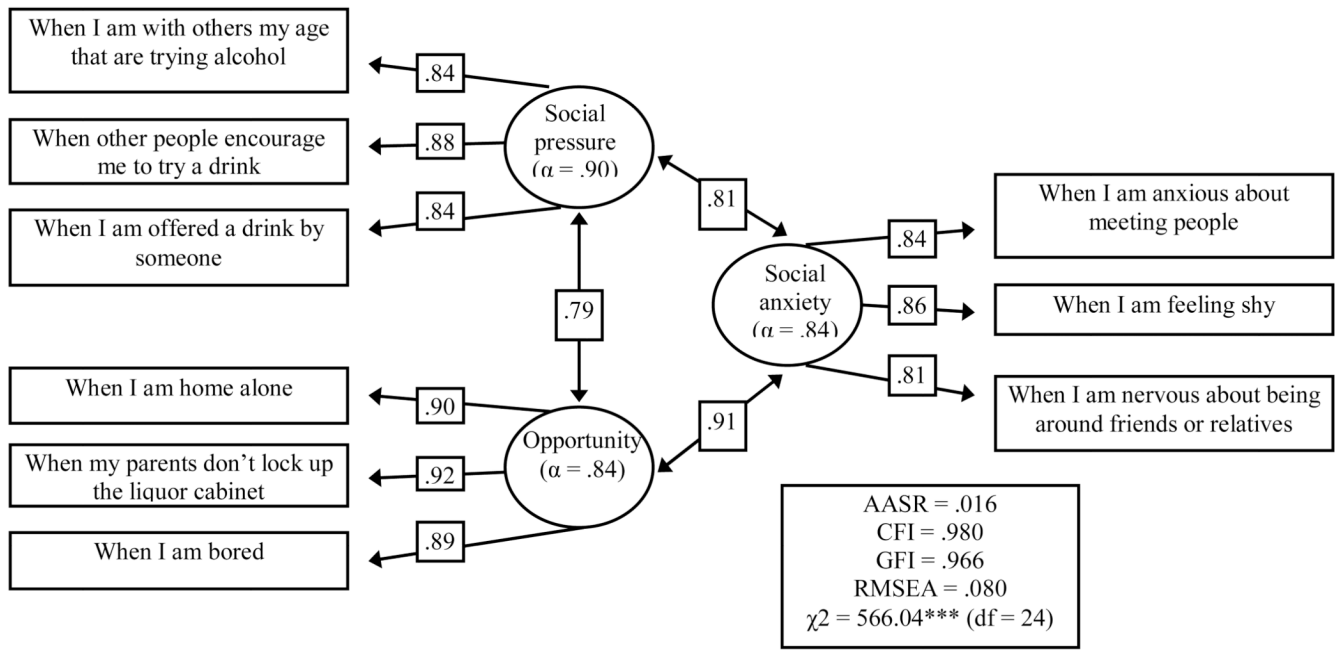 When I am with others my age
that are trying alcohol
.84
When other people encourage
me to try a drink
.88
When I am offered a drink by
someone
.84
Social
pressure
(α = .90)
.81
.79
When I am home alone
.90
When my parents don’t lock up
the liquor cabinet
.92
When I am bored
.89
Opportunity
(α = .84)
.91
Social
anxiety
(α = .84)
.84
When I am anxious about
meeting people
.86
When I am feeling shy
.81
When I am nervous about being
around friends or relatives
AASR = .016
CFI = .980
GFI = .966
RMSEA = .080
χ2 = 566.04*** (df = 24)